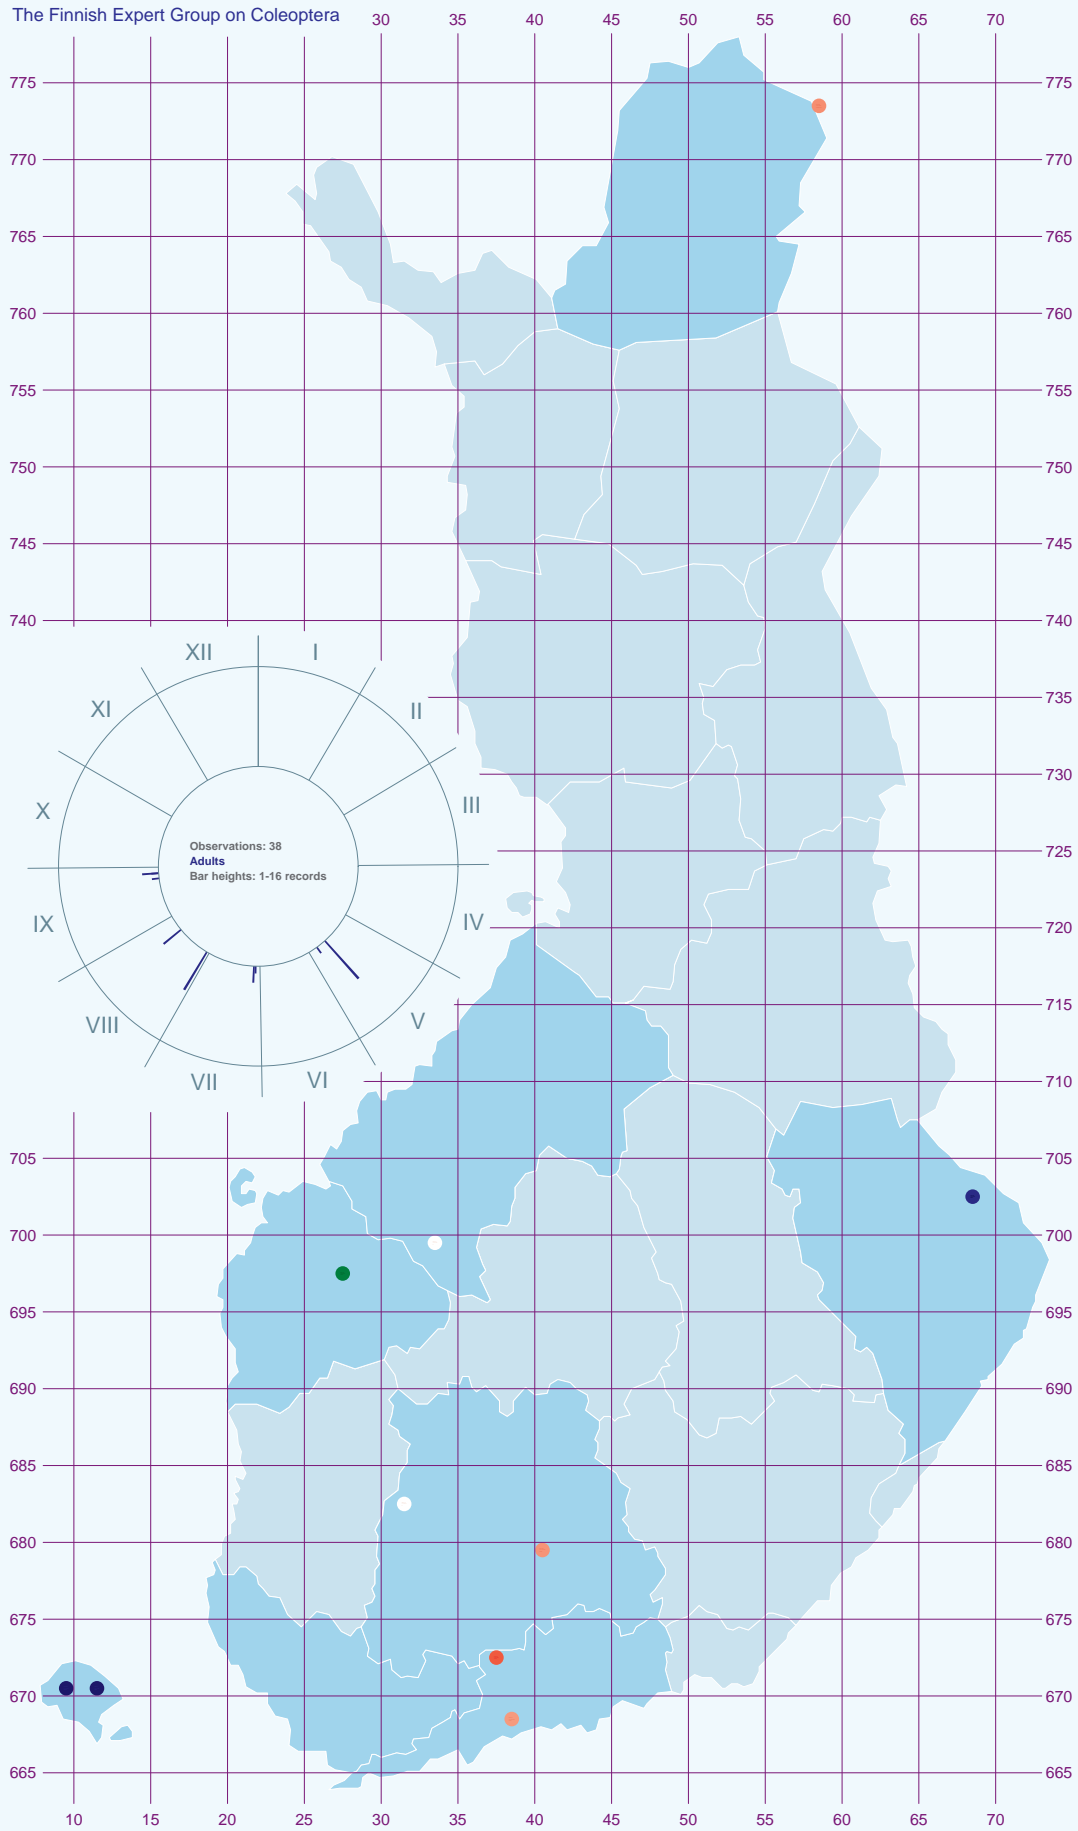 The Finnish Expert Group on Coleoptera
30 35 40 45 50 55 60 65 70
775 775
770 770
765 765
760 760
755 755
750 750
745 745
740 740
XII I
XI II
735
730
X III
725
Observations: 38
Adults
Bar heights: 1-16 records
IX IV
720
715
VIII V
VII VI
710
705 705
700 700
695 695
690 690
685 685
680 680
675 675
670 670
665 665
10 15 20 25 30 35 40 45 50 55 60 65 70